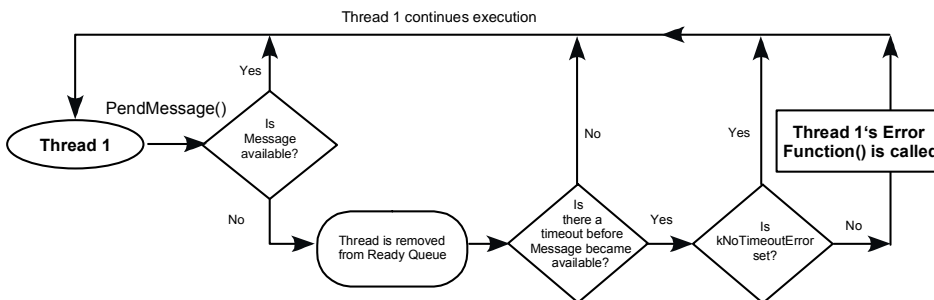 Thread 1 continues execution
Yes
PendMessage()
Thread 1
Is
Message
available?
No
Thread is removed
from Ready Queue
No
Is
there a
timeout before
Message became
available?
Yes
Yes
Is
kNoTimeoutError
set?
No
Thread 1‘s Error
Function() is called